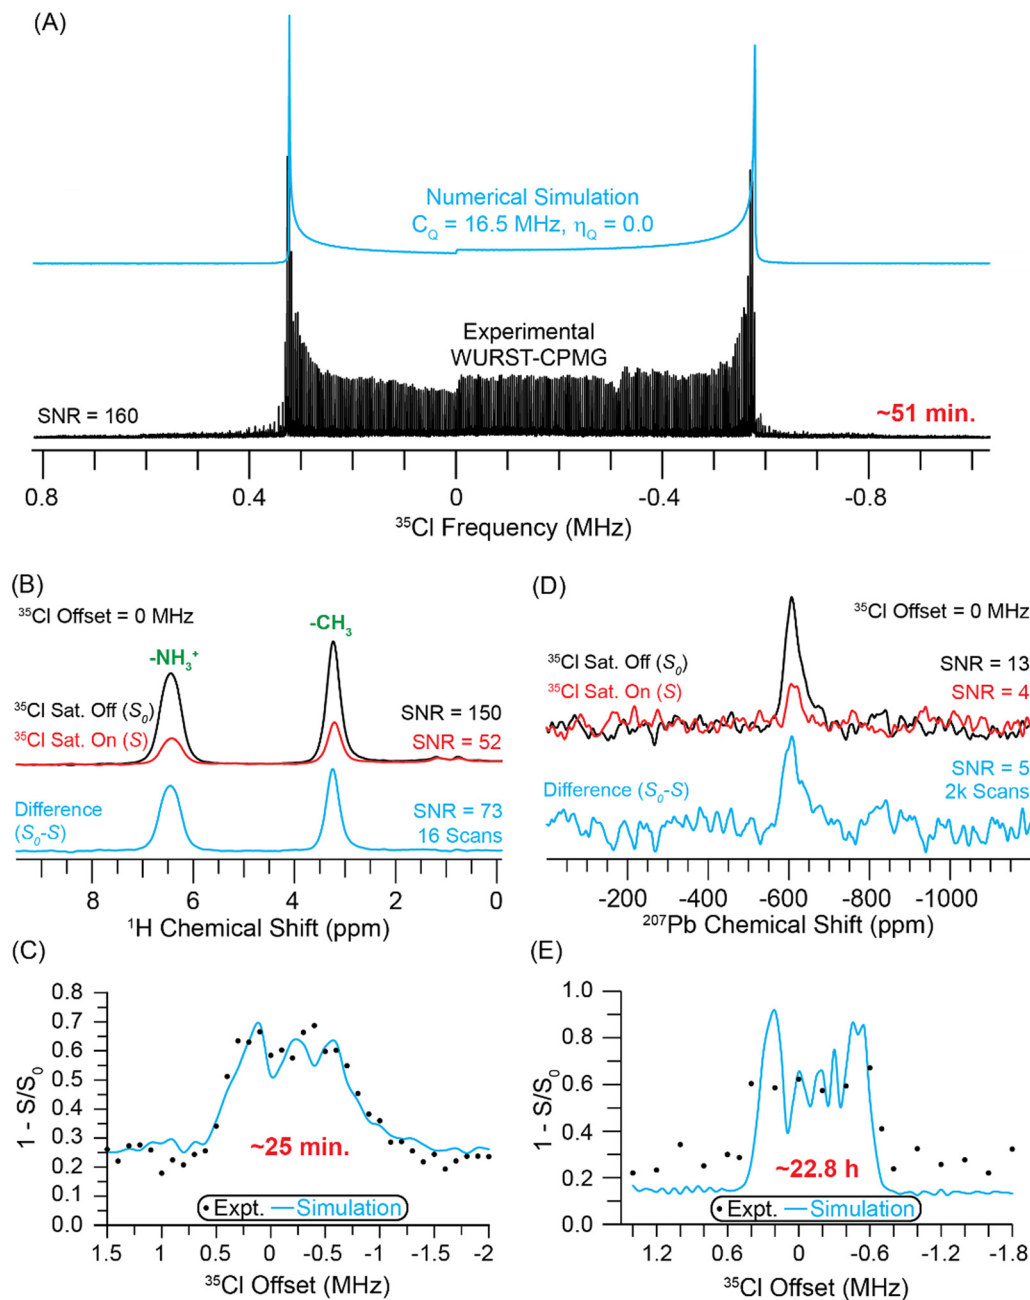 (A)
Numerical Simulation
C_Q = 16.5 MHz, η_Q = 0.0
Experimental
WURST-CPMG
SNR = 160
~51 min.
0.8 0.4 0 -0.4 -0.8
³⁵Cl Frequency (MHz)
(B)
³⁵Cl Offset = 0 MHz
-NH₃⁺
-CH₃
³⁵Cl Sat. Off (S₀)
SNR = 150
³⁵Cl Sat. On (S)
SNR = 52
Difference
(S₀-S)
SNR = 73
16 Scans
8 6 4 2 0
¹H Chemical Shift (ppm)
(D)
³⁵Cl Offset = 0 MHz
³⁵Cl Sat. Off (S₀)
SNR = 13
³⁵Cl Sat. On (S)
SNR = 4
SNR = 5
Difference (S₀-S)
2k Scans
-200 -400 -600 -800 -1000
²⁰⁷Pb Chemical Shift (ppm)
(C)
1 - S/S₀
0.8
0.7
0.6
0.5
0.4
0.3
0.2
0.1
0.0
~25 min.
Expt. Simulation
1.5 1 0.5 0 -0.5 -1 -1.5 -2
³⁵Cl Offset (MHz)
(E)
1 - S/S₀
1.0
0.8
0.6
0.4
0.2
0.0
~22.8 h
Expt. Simulation
1.2 0.6 0 -0.6 -1.2 -1.8
³⁵Cl Offset (MHz)